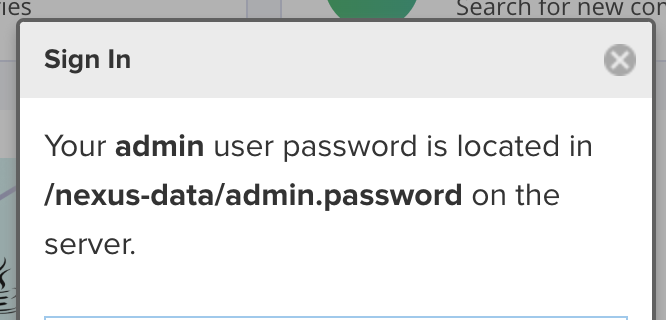 ries
Search for new com
Sign In
Your admin user password is located in
/nexus-data/admin.password on the
server.